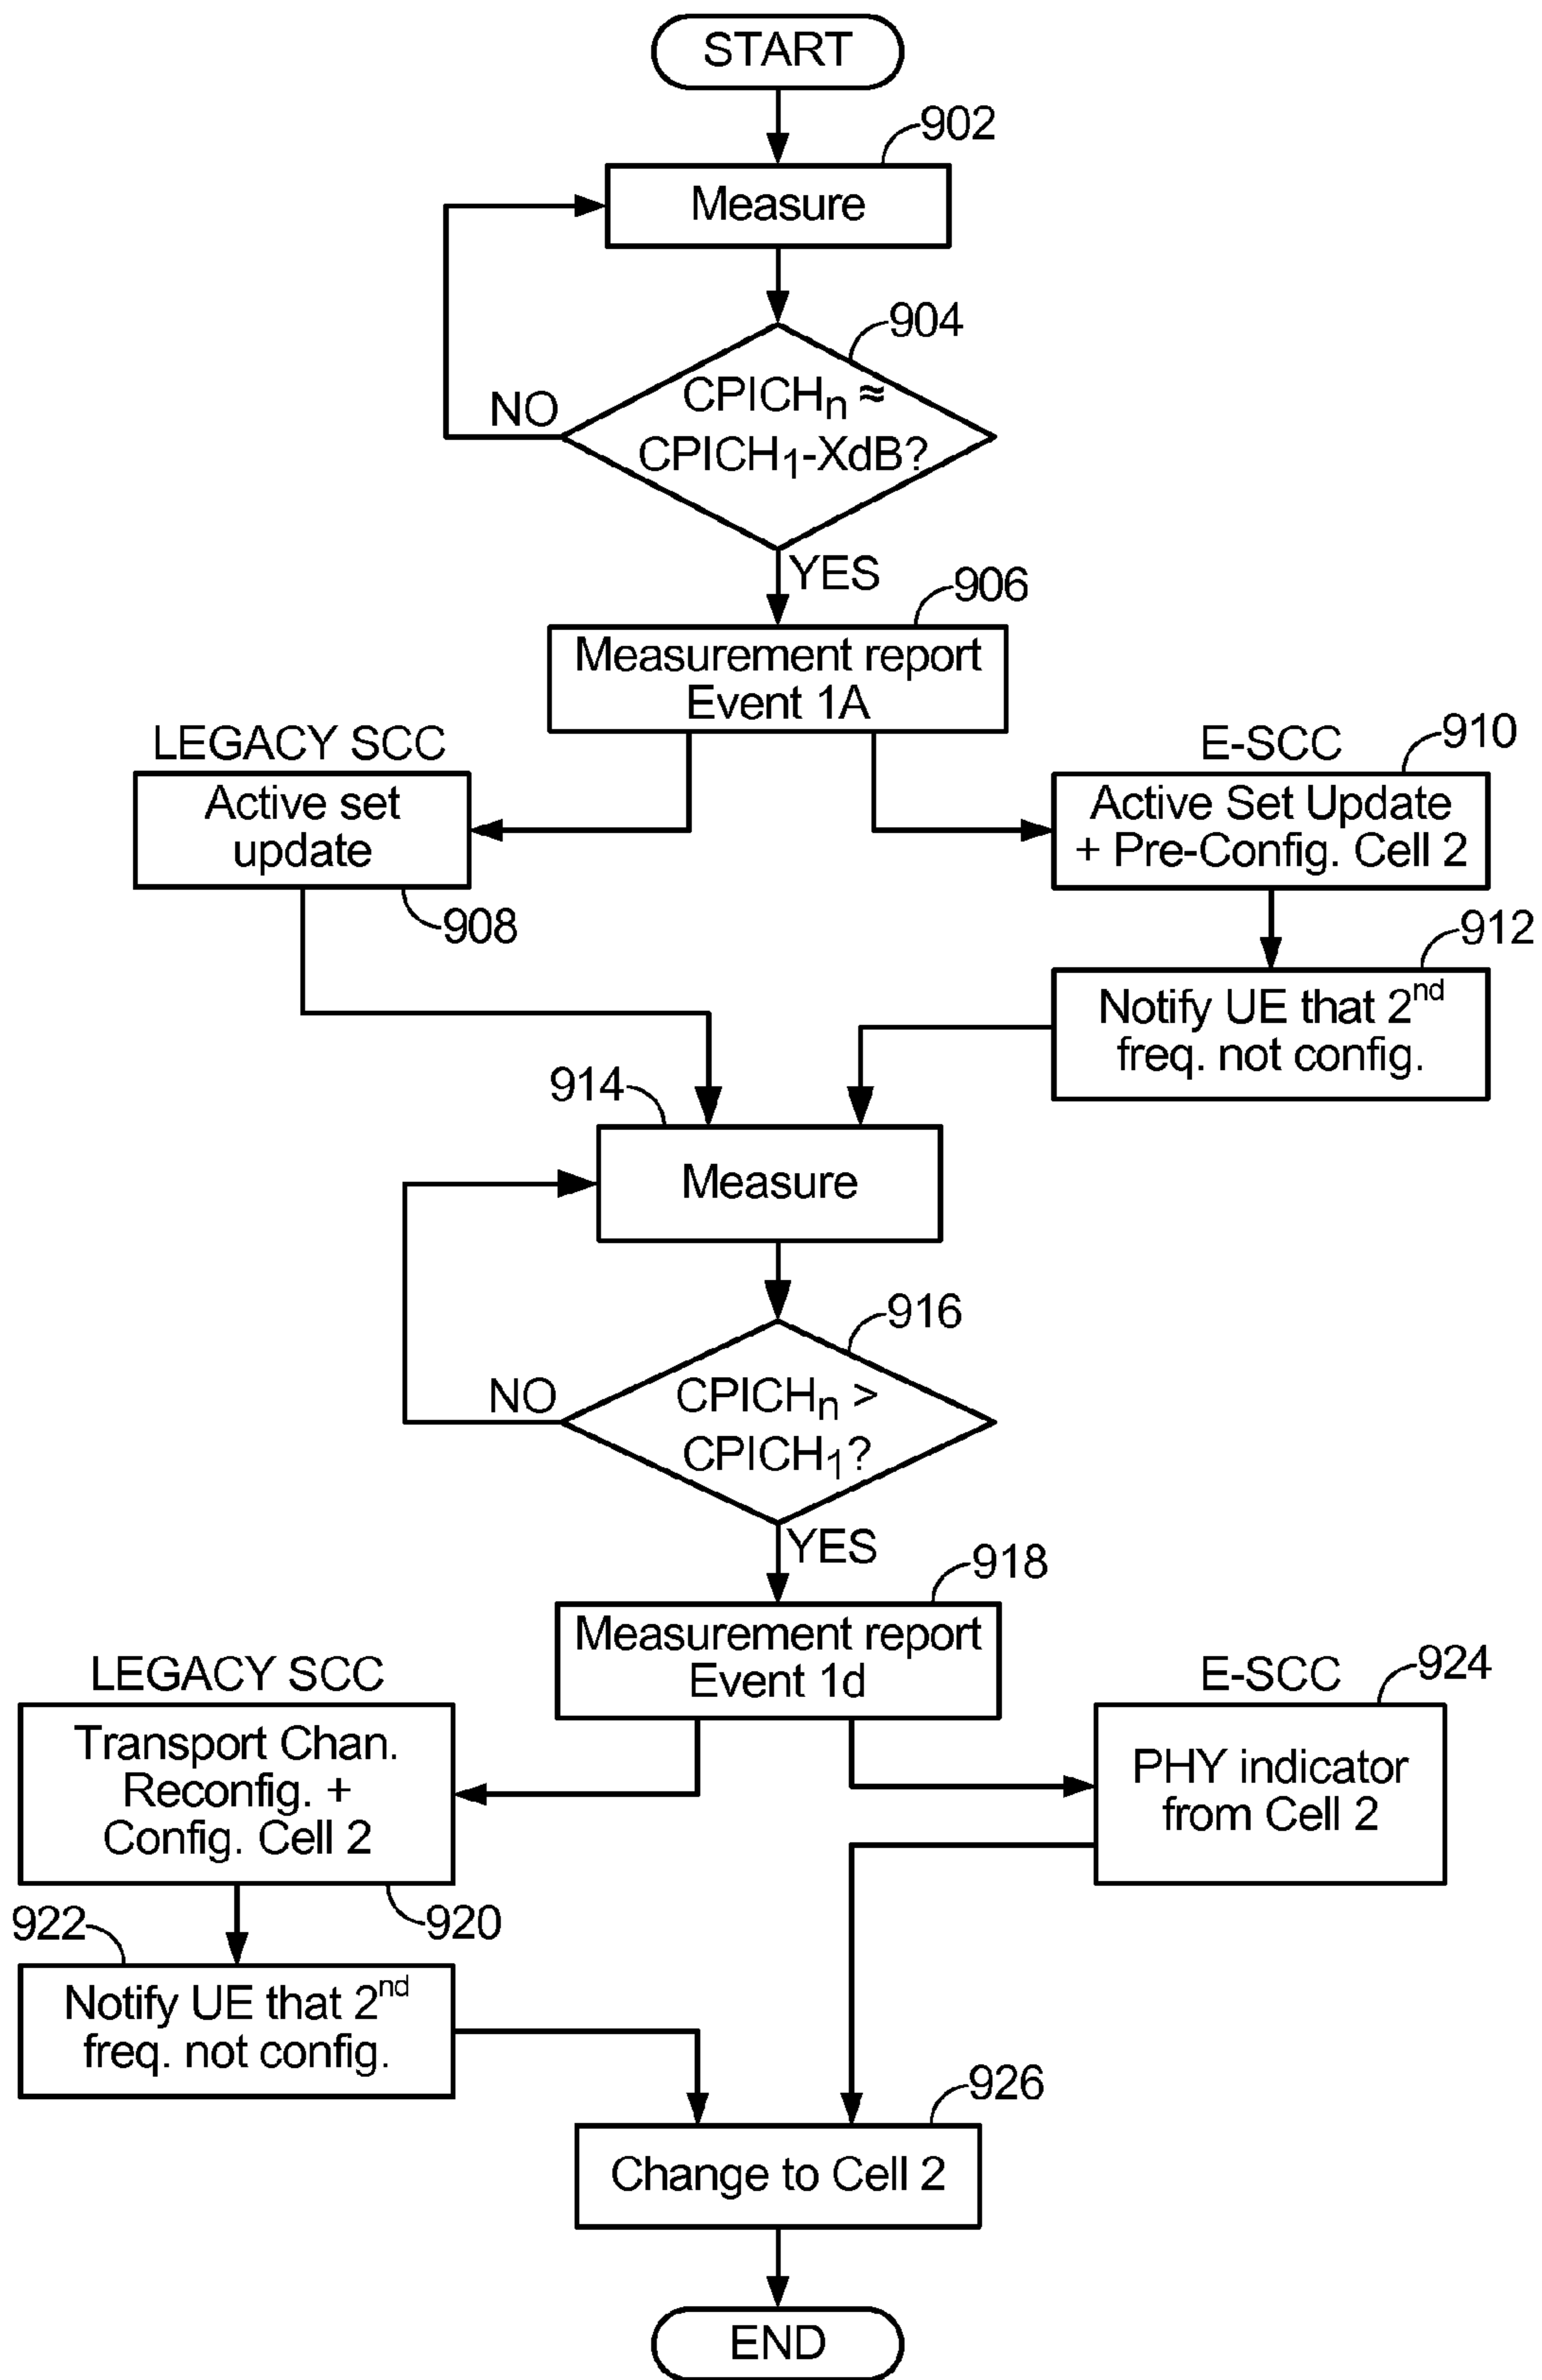 START
902
Measure
904
NO
CPICHn ≈
CPICH1-XdB?
YES
906
Measurement report
Event 1A
LEGACY SCC
Active set
update
908
E-SCC
910
Active Set Update
+ Pre-Config. Cell 2
912
Notify UE that 2nd
freq. not config.
914
Measure
916
NO
CPICHn >
CPICH1?
YES
918
Measurement report
Event 1d
LEGACY SCC
Transport Chan.
Reconfig. +
Config. Cell 2
920
922
Notify UE that 2nd
freq. not config.
E-SCC
924
PHY indicator
from Cell 2
926
Change to Cell 2
END